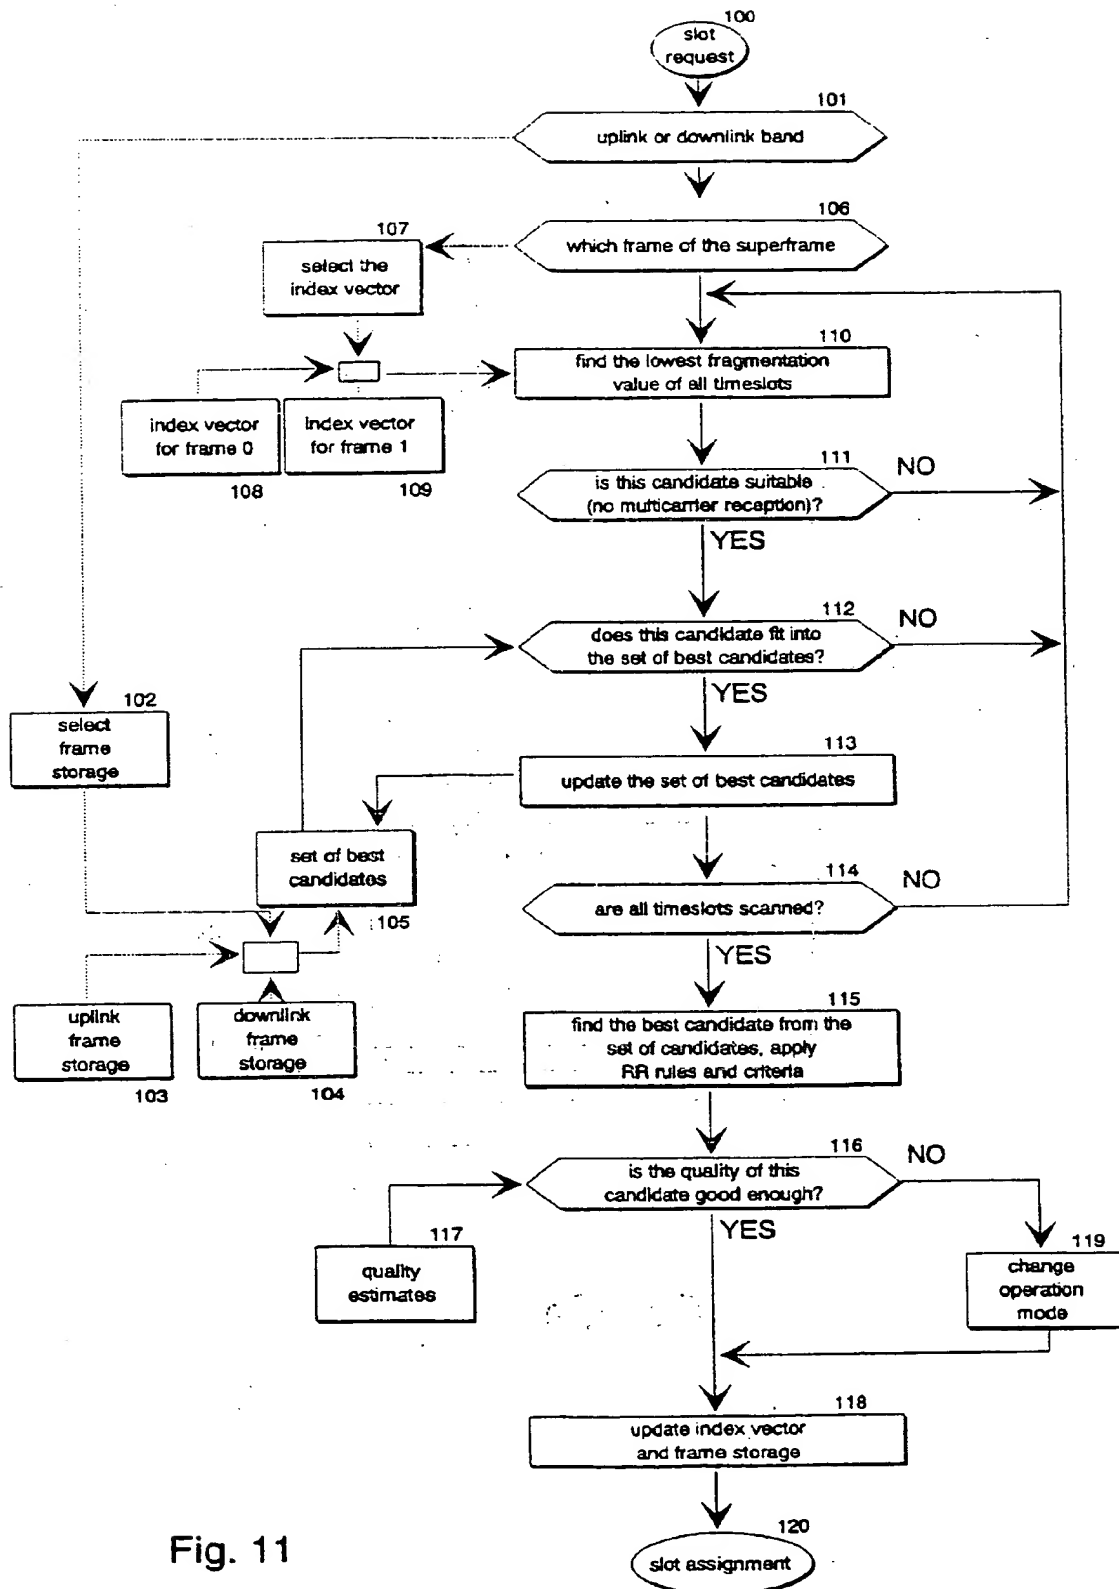 100
slot
request
101
uplink or downlink band
106
which frame of the superframe
107
select the
index vector
110
find the lowest fragmentation
value of all timeslots
index vector
for frame 0
108
index vector
for frame 1
109
111
is this candidate suitable
(no multicarrier reception)?
NO
YES
112
does this candidate fit into
the set of best candidates?
NO
YES
102
select
frame
storage
113
update the set of best candidates
set of best
candidates
105
114
are all timeslots scanned?
NO
YES
uplink
frame
storage
103
downlink
frame
storage
104
115
find the best candidate from the
set of candidates, apply
RR rules and criteria
116
is the quality of this
candidate good enough?
NO
YES
117
quality
estimates
119
change
operation
mode
118
update index vector
and frame storage
120
slot assignment
Fig. 11